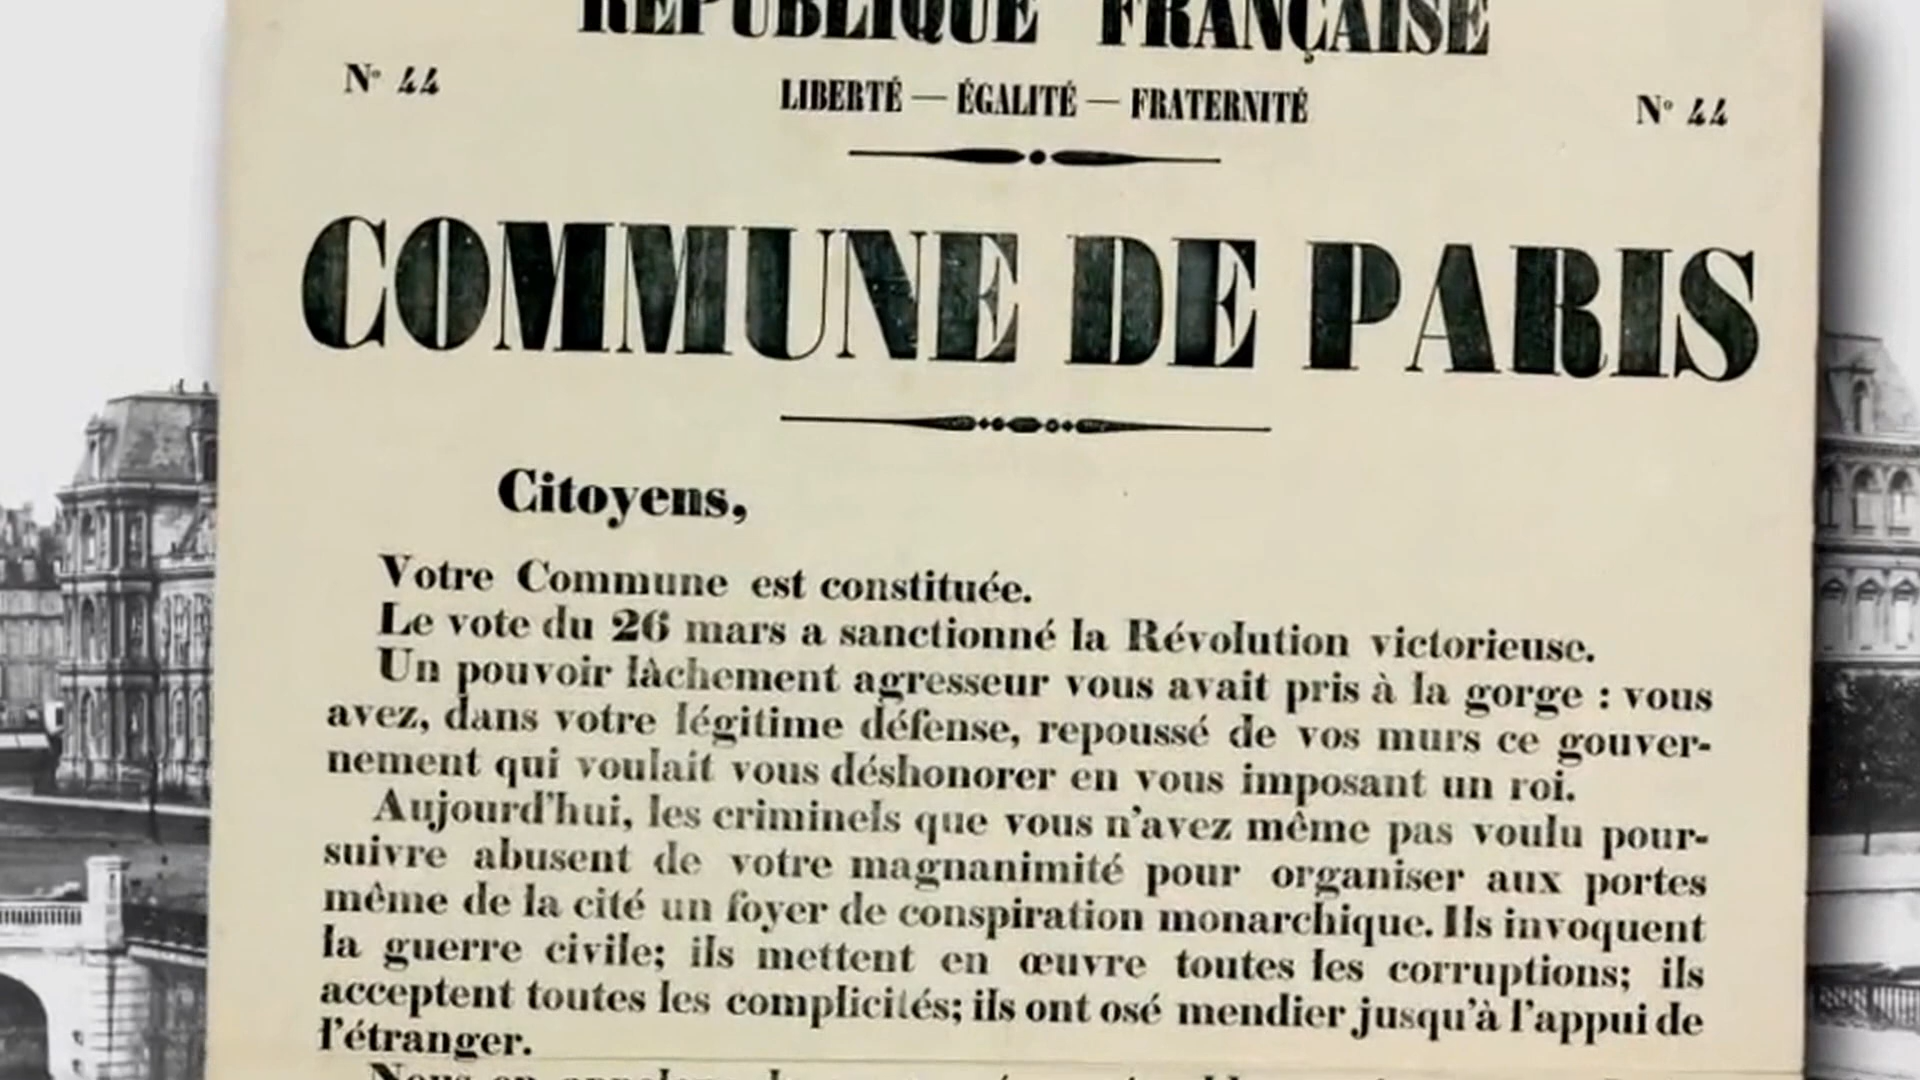 RÉPUBLIQUE FRANÇAISE
N° 44
LIBERTÉ — ÉGALITÉ — FRATERNITÉ
N° 44
COMMUNE DE PARIS
Citoyens,
Votre Commune est constituée.
Le vote du 26 mars a sanctionné la Révolution victorieuse.
Un pouvoir lâchement agresseur vous avait pris à la gorge : vous
avez, dans votre légitime défense, repoussé de vos murs ce gouver-
nement qui voulait vous déshonorer en vous imposant un roi.
Aujourd'hui, les criminels que vous n'avez même pas voulu pour-
suivre abusent de votre magnanimité pour organiser aux portes
même de la cité un foyer de conspiration monarchique. Ils invoquent
la guerre civile; ils mettent en œuvre toutes les corruptions; ils
acceptent toutes les complicités; ils ont osé mendier jusqu'à l'appui de
l'étranger.
Nous en